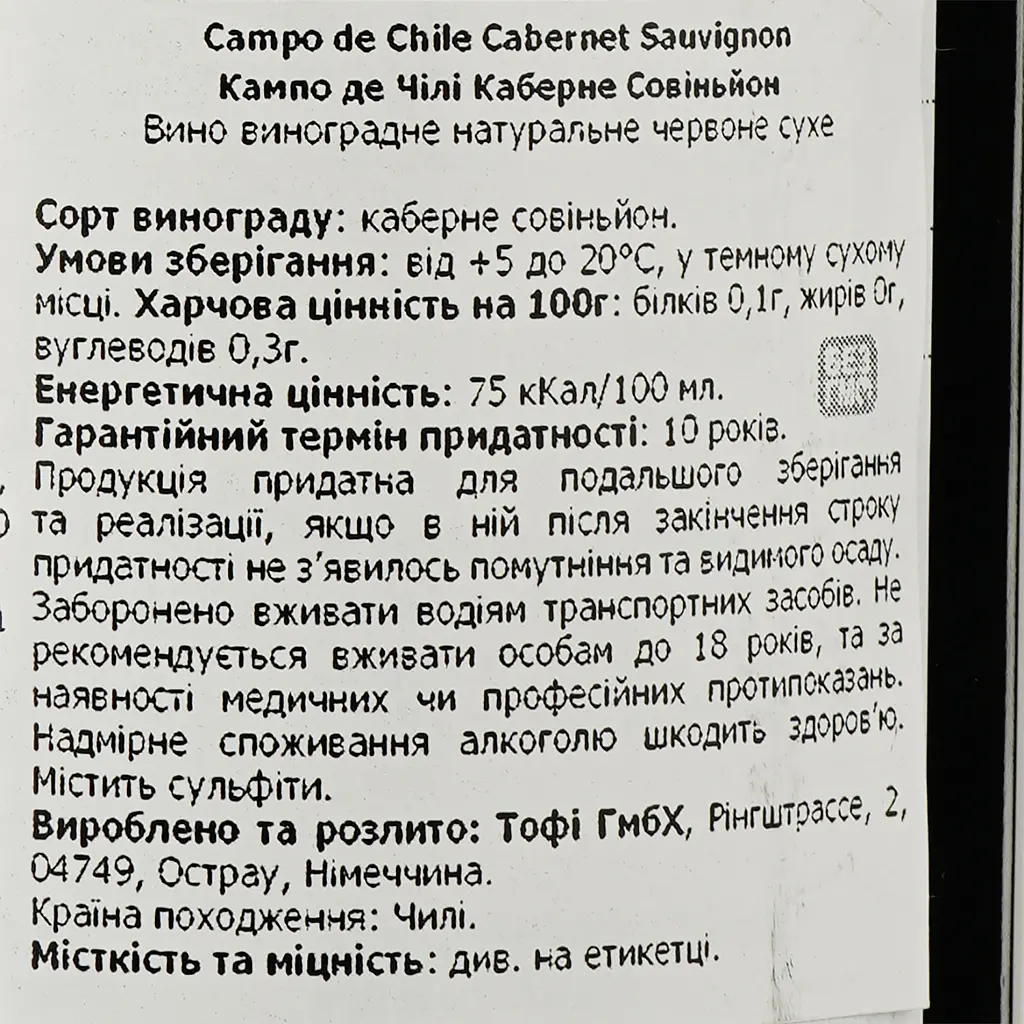 Campo de Chile Cabernet Sauvignon
Кампо де Чілі Каберне Совіньйон
Вино виноградне натуральне червоне сухе
Сорт винограду: каберне совіньйон.
Умови зберігання: від +5 до 20°С, у темному сухому
місці. Харчова цінність на 100г: білків 0,1г, жирів 0г,
вуглеводів 0,3г.
Енергетична цінність: 75 кКал/100 мл.
Гарантійний термін придатності: 10 років.
Продукція придатна для подальшого зберігання
та реалізації, якщо в ній після закінчення строку
придатності не з'явилось помутніння та видимого осаду.
Заборонено вживати водіям транспортних засобів. Не
рекомендується вживати особам до 18 років, та за
наявності медичних чи професійних протипоказань.
Надмірне споживання алкоголю шкодить здоров'ю.
Містить сульфіти.
Вироблено та розлито: Тофі ГмбХ, Рінгштрассе, 2,
04749, Острау, Німеччина.
Країна походження: Чилі.
Місткість та міцність: див. на етикетці.